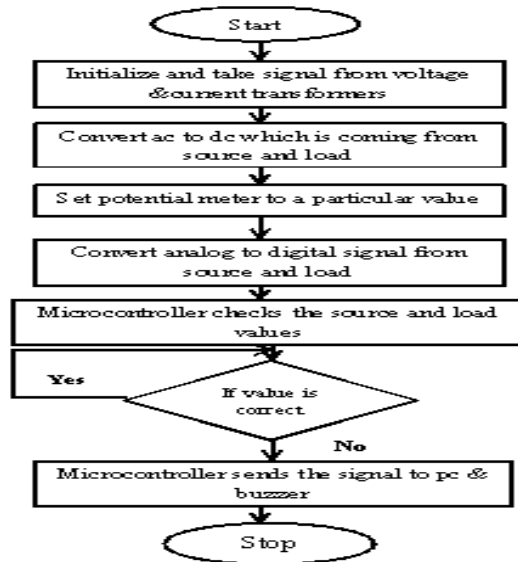 Start
Initialize and take signal from voltage
&current transformers
Convert ac to dc which is coming from
source and load
Set potential meter to a particular value
Convert analog to digital signal from
source and load
Microcontroller checks the source and load
values
Yes
If value is
correct
No
Microcontroller sends the signal to pc &
buzzzer
Stop